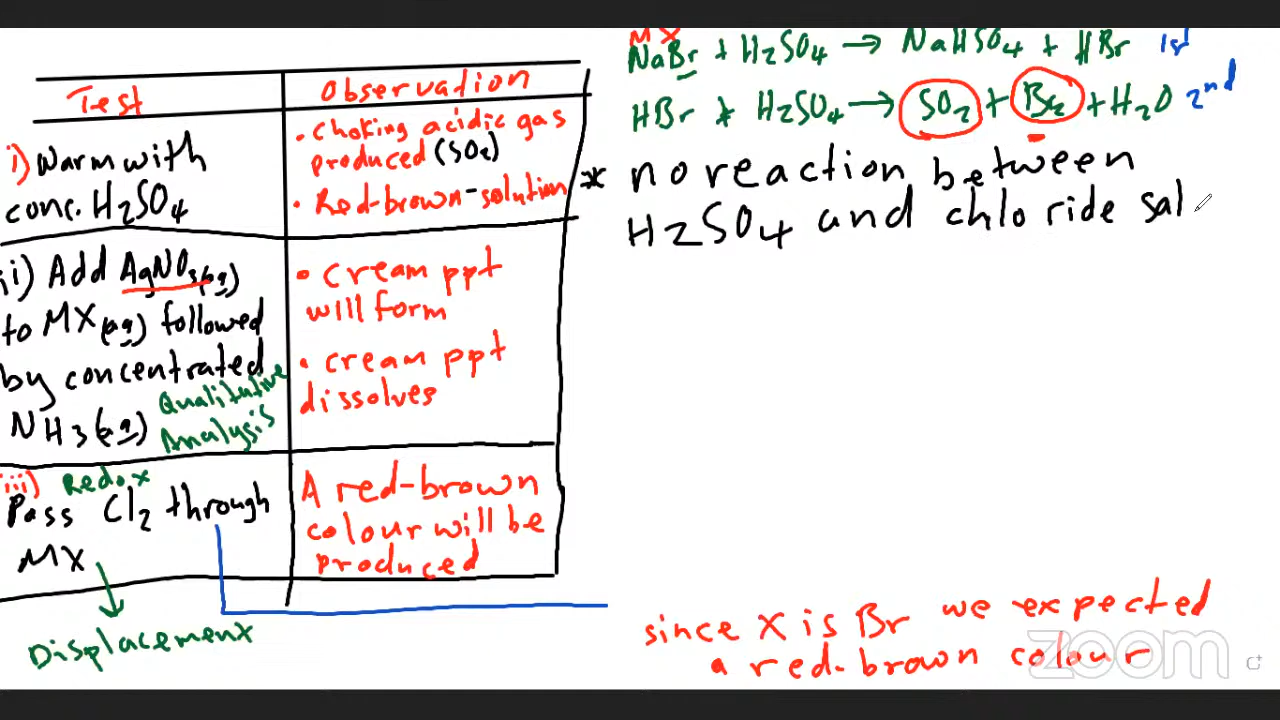 Test
Observation
i) Warm with
conc. H2SO4
• Choking acidic gas
produced (SO2)
• Red-brown-solution
ii) Add AgNO3(aq)
to MX(aq) followed
by concentrated
NH3(aq)
Qualitative
Analysis
• cream ppt
will form
• cream ppt
dissolves
iii) Redox
Pass Cl2 through
MX
Displacement
A red-brown
colour will be
produced
MX
NaBr + H2SO4 → NaHSO4 + HBr 1st
HBr + H2SO4 → SO2 + Br2 + H2O 2nd
* no reaction between
H2SO4 and chloride sal
since X is Br we expected
a red-brown colour
zoom